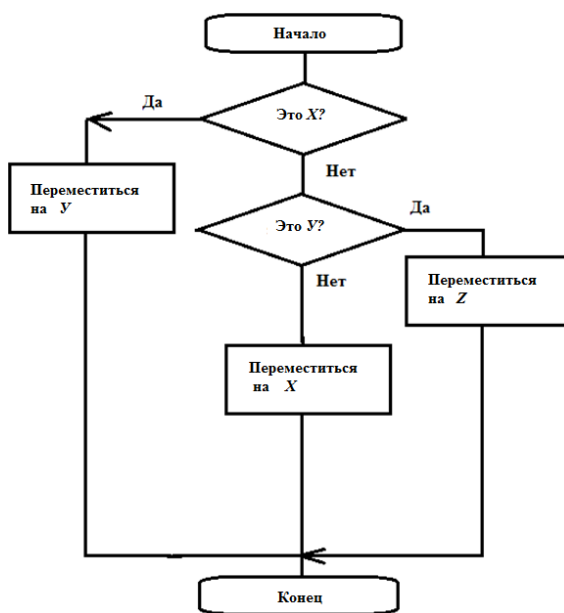 Начало
Да
Это X?
Нет
Переместиться
на У
Это У?
Да
Нет
Переместиться
на Z
Переместиться
на X
Конец